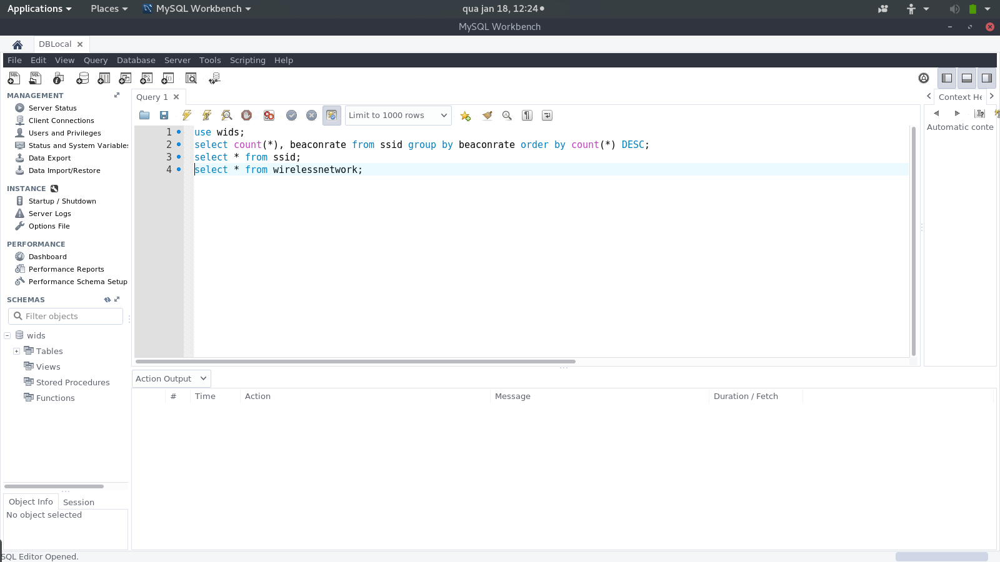 Applications Places MySQL Workbench qua jan 18, 12:24
MySQL Workbench
DBLocal
File Edit View Query Database Server Tools Scripting Help
MANAGEMENT
Server Status
Client Connections
Users and Privileges
Status and System Variables
Data Export
Data Import/Restore
INSTANCE
Startup / Shutdown
Server Logs
Options File
PERFORMANCE
Dashboard
Performance Reports
Performance Schema Setup
SCHEMAS
Filter objects
wids
Tables
Views
Stored Procedures
Functions
Object Info Session
No object selected
Query 1
Limit to 1000 rows
1 use wids;
2 select count(*), beaconrate from ssid group by beaconrate order by count(*) DESC;
3 select * from ssid;
4 select * from wirelessnetwork;
Context He
Automatic conte
Action Output
# Time Action Message Duration / Fetch
SQL Editor Opened.